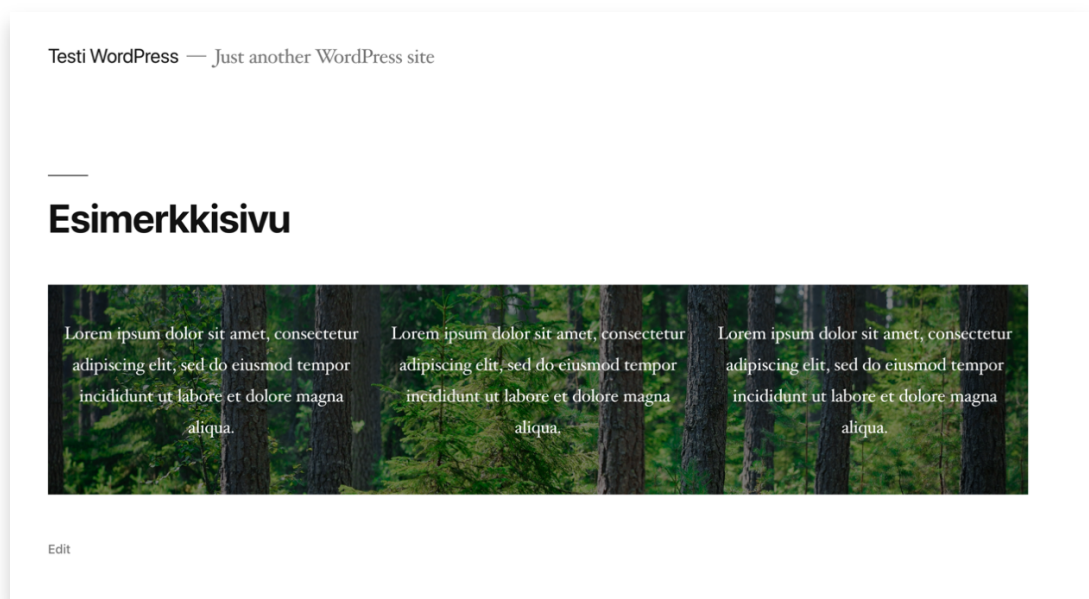 Testi WordPress — Just another WordPress site
Esimerkkisivu
Lorem ipsum dolor sit amet, consectetur
adipiscing elit, sed do eiusmod tempor
incididunt ut labore et dolore magna
aliqua.
Lorem ipsum dolor sit amet, consectetur
adipiscing elit, sed do eiusmod tempor
incididunt ut labore et dolore magna
aliqua.
Lorem ipsum dolor sit amet, consectetur
adipiscing elit, sed do eiusmod tempor
incididunt ut labore et dolore magna
aliqua.
Edit